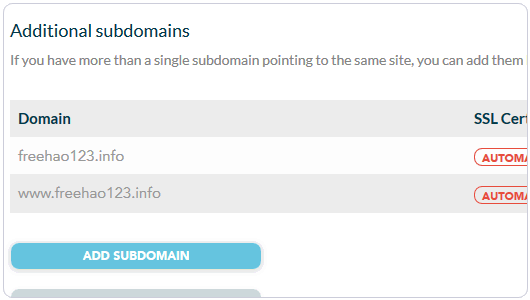 Additional subdomains
If you have more than a single subdomain pointing to the same site, you can add them
Domain SSL Cert
freehao123.info AUTOMA
www.freehao123.info AUTOMA
ADD SUBDOMAIN